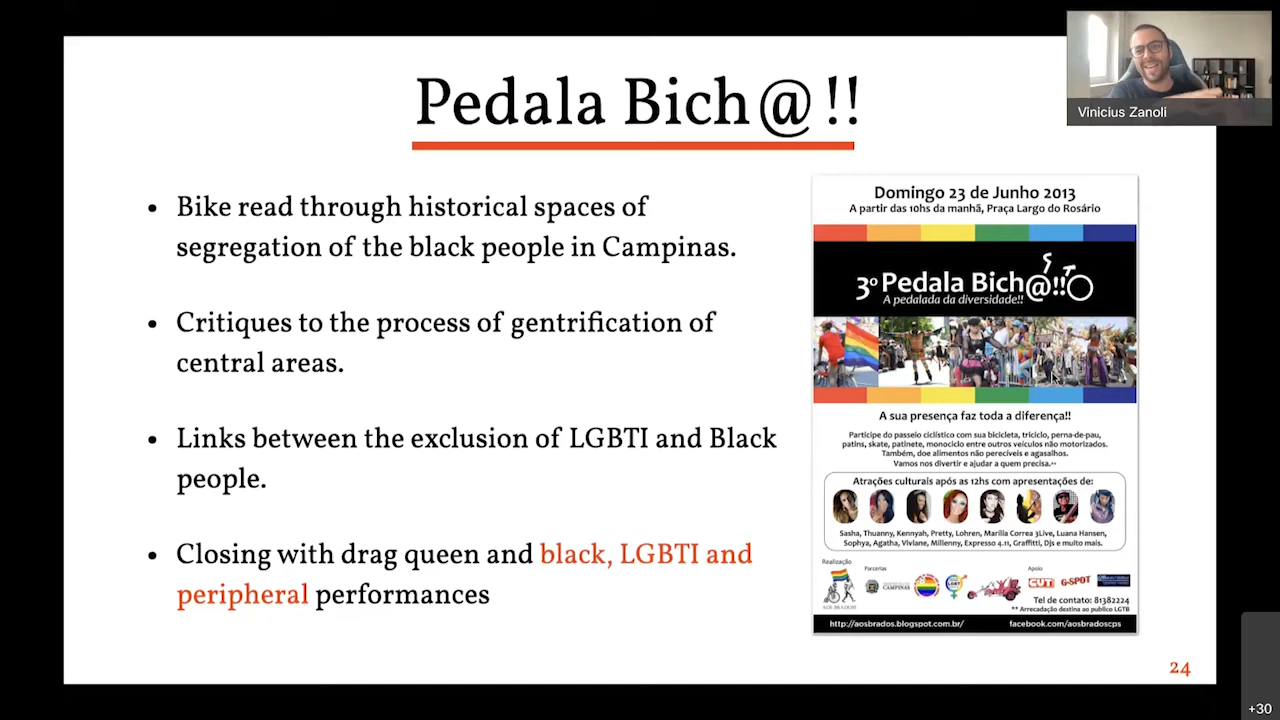 Pedala Bich@!!
Vinicius Zanoli
• Bike read through historical spaces of
segregation of the black people in Campinas.
• Critiques to the process of gentrification of
central areas.
• Links between the exclusion of LGBTI and Black
people.
• Closing with drag queen and black, LGBTI and
peripheral performances
Domingo 23 de Junho 2013
A partir das 10hs da manhã, Praça Largo do Rosário
3º Pedala Bich@!!
A pedalada da diversidade!!
A sua presença faz toda a diferença!!
Participe do passeio ciclístico com sua bicicleta, triciclo, perna-de-pau,
patins, skate, patinete, monociclo entre outros veículos não motorizados.
Também, doe alimentos não perecíveis e agasalhos.
Vamos nos divertir e ajudar a quem precisa.**
Atrações culturais após as 12hs com apresentações de:
Sasha, Thuanny, Kennyah, Pretty, Lohren, Marília Correa 3Live, Luana Hansen,
Sophya, Agatha, Viviane, Millenny, Expresso 4.11, Graffitti, Djs e muito mais.
Realização
Parcerias
Apoio
AOS BRADOS!!
CAMPINAS
LGBT
CUT
G-SPOT
Tel de contato: 81382224
** Arrecadação destina ao publico LGTB
http://aosbrados.blogspot.com.br/
facebook.com/aosbradoscps
24
+30